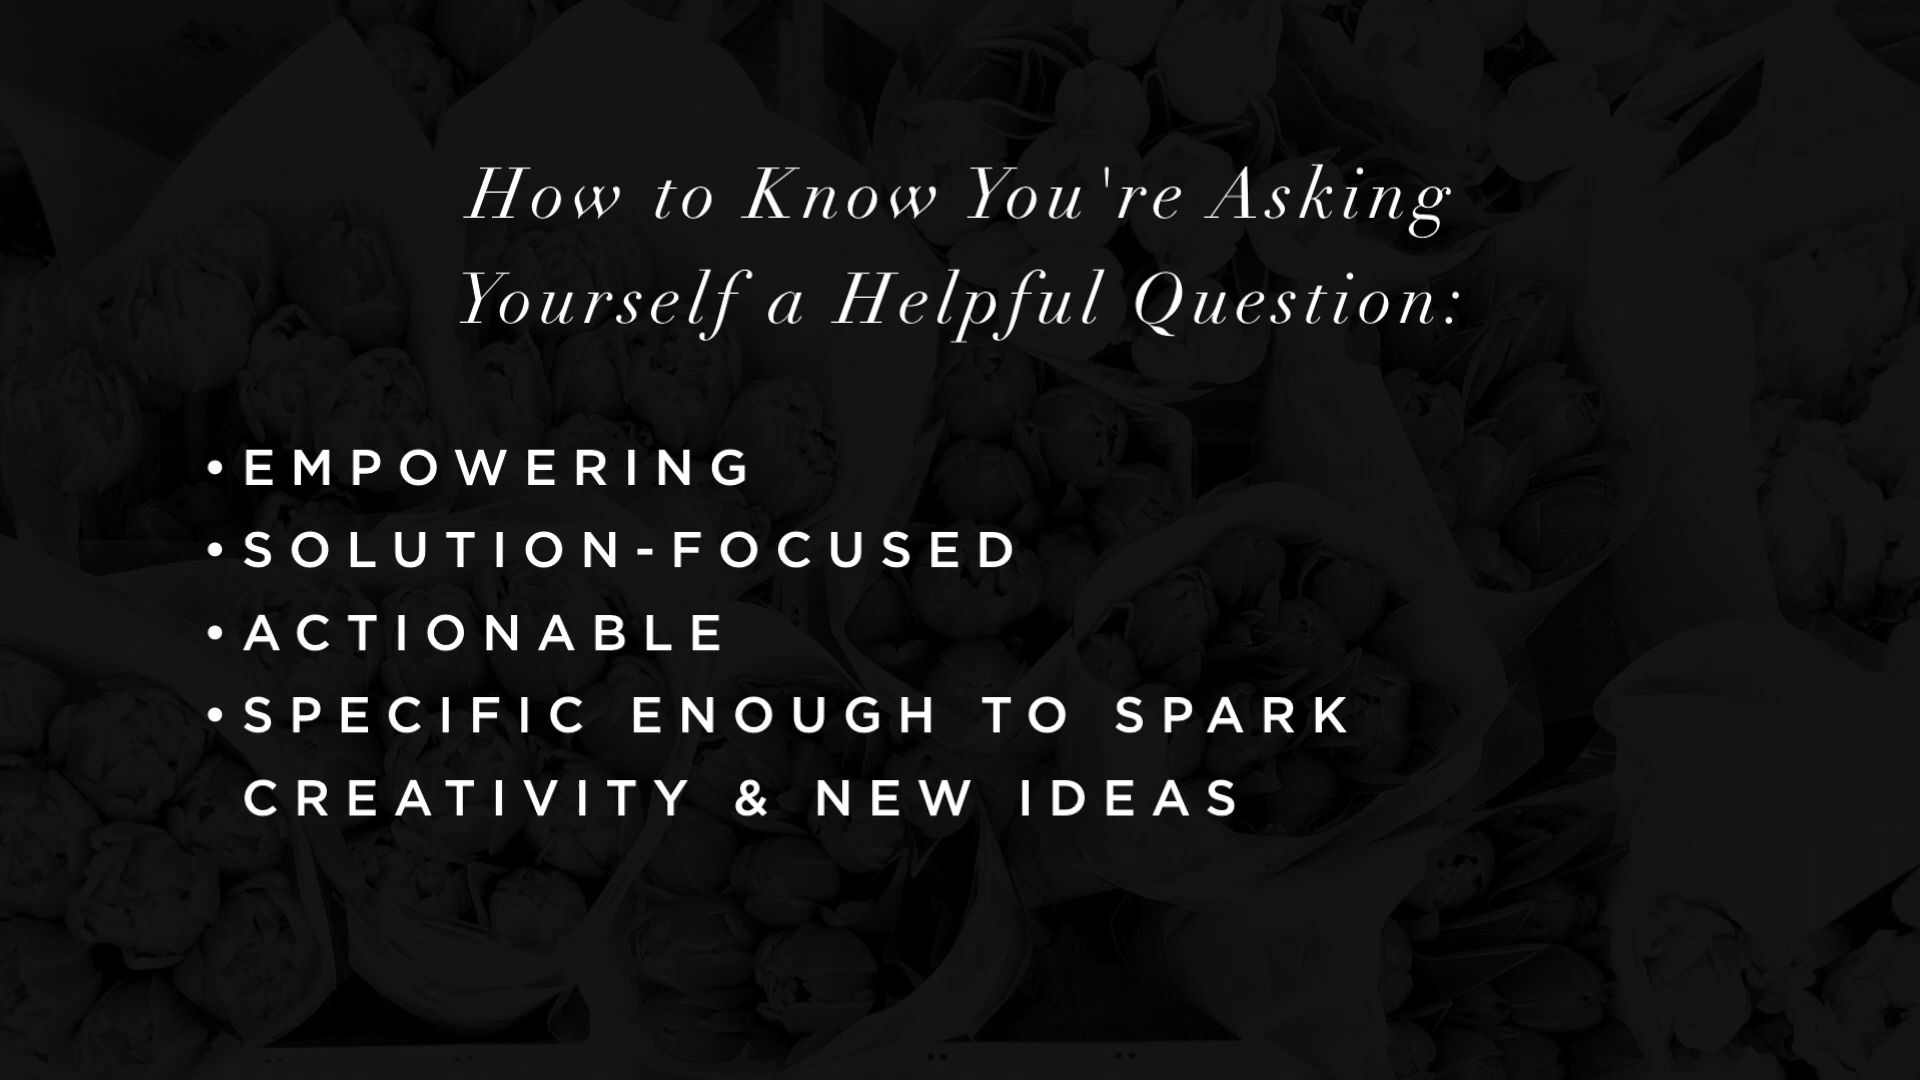 How to Know You're Asking
Yourself a Helpful Question:
• EMPOWERING
• SOLUTION-FOCUSED
• ACTIONABLE
• SPECIFIC ENOUGH TO SPARK
CREATIVITY & NEW IDEAS